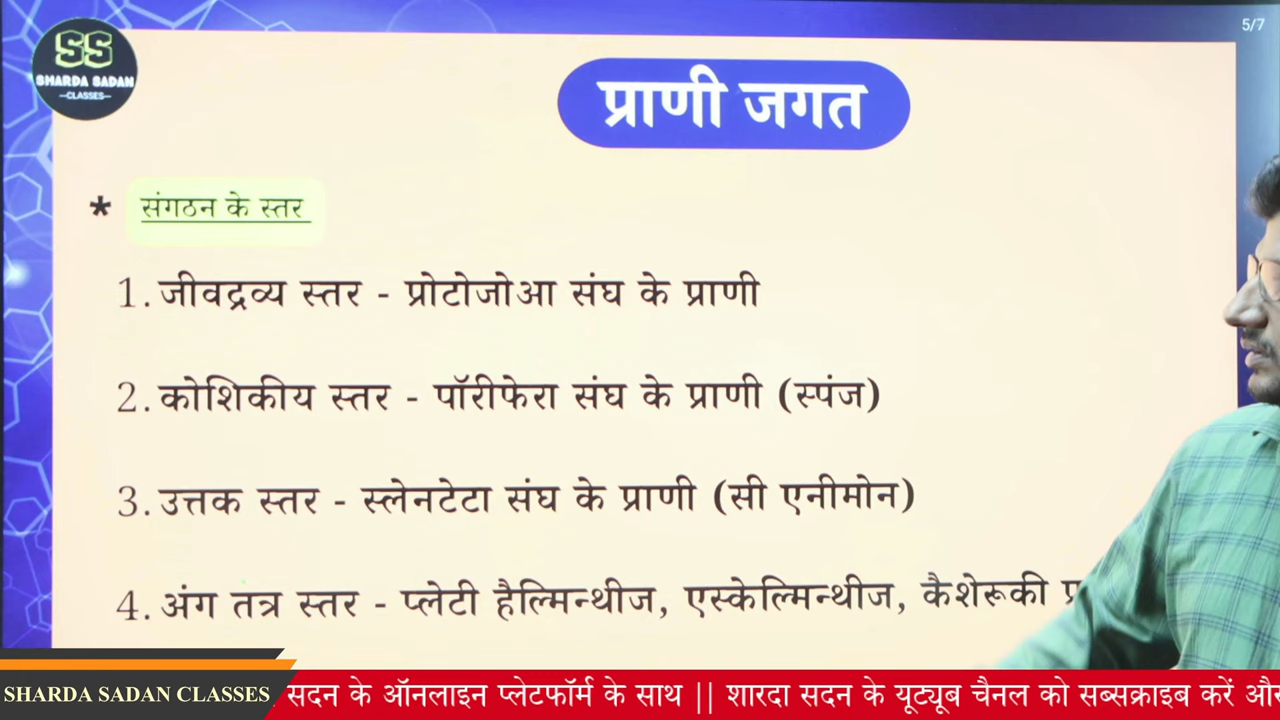 5/7
SS
SHARDA SADAN
CLASSES
प्राणी जगत
* संगठन के स्तर
1. जीवद्रव्य स्तर - प्रोटोजोआ संघ के प्राणी
2. कोशिकीय स्तर - पॉरीफेरा संघ के प्राणी (स्पंज)
3. उत्तक स्तर - स्लेनटेटा संघ के प्राणी (सी एनीमोन)
4. अंग तत्र स्तर - प्लेटी हैल्मिन्थीज, एस्केल्मिन्थीज, कैशेरूकी
SHARDA SADAN CLASSES
सदन के ऑनलाइन प्लेटफॉर्म के साथ || शारदा सदन के यूट्यूब चैनल को सब्सक्राइब करें